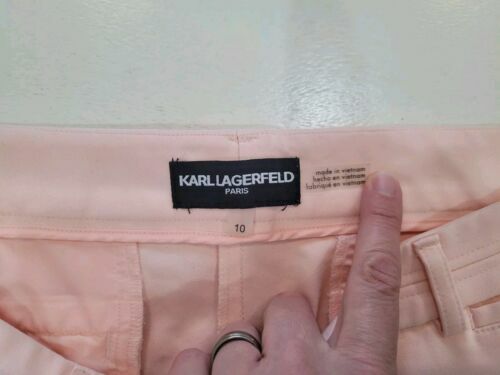 KARL LAGERFELD
PARIS
made in vietnam
hecho en vietnam
fabriqué en vietnam
10